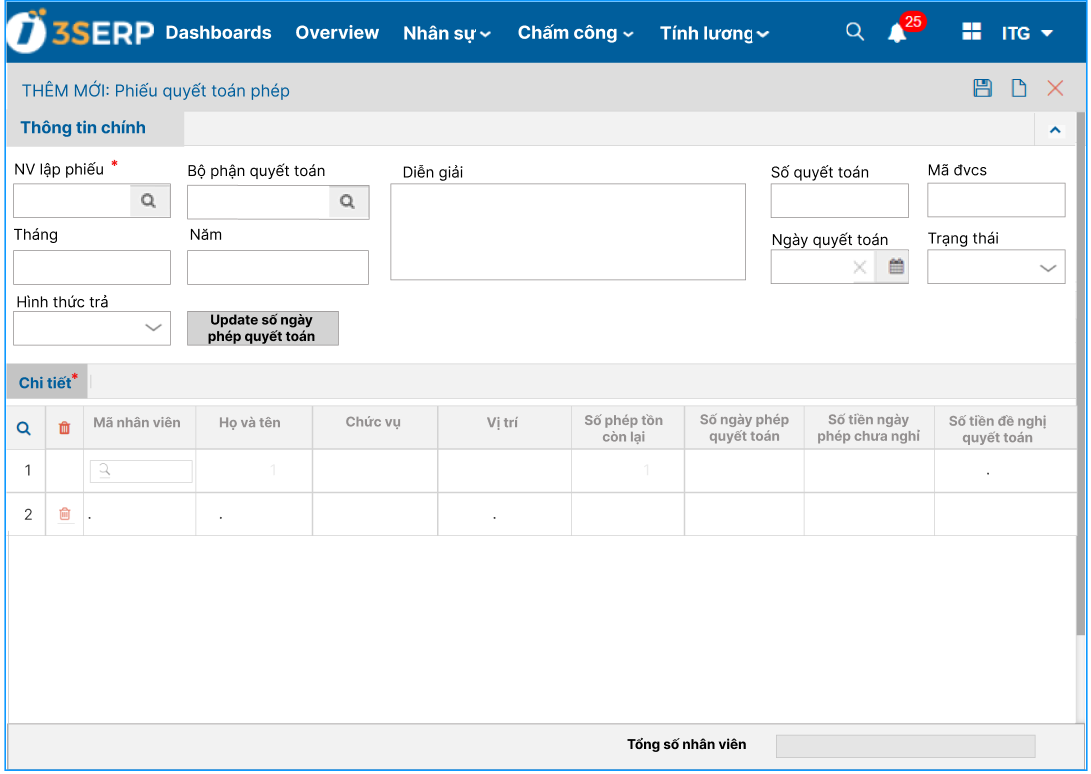 3SERP Dashboards Overview Nhân sự Chấm công Tính lương 25 ITG
THÊM MỚI: Phiếu quyết toán phép
Thông tin chính
NV lập phiếu * Bộ phận quyết toán Diễn giải Số quyết toán Mã đvcs
Tháng Năm Ngày quyết toán Trạng thái
Hình thức trả
Update số ngày
phép quyết toán
Chi tiết*
Mã nhân viên Họ và tên Chức vụ Vị trí Số phép tồn còn lại Số ngày phép quyết toán Số tiền ngày phép chưa nghỉ Số tiền đề nghị quyết toán
1 1 1 .
2 . . .
Tổng số nhân viên